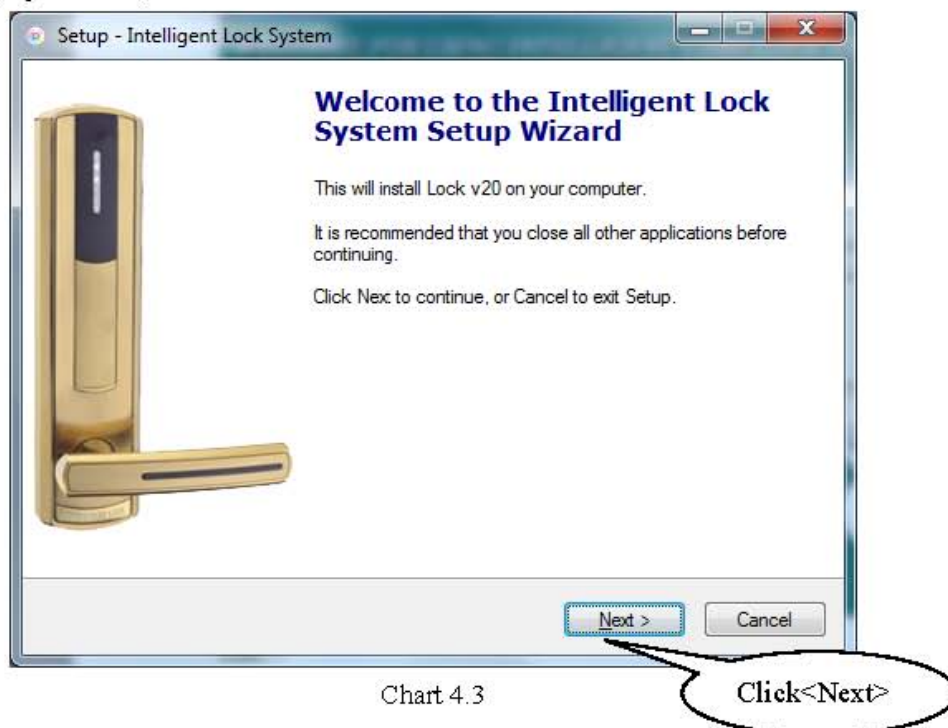 Setup - Intelligent Lock System
Welcome to the Intelligent Lock
System Setup Wizard
This will install Lock v20 on your computer.
It is recommended that you close all other applications before
continuing.
Click Next to continue, or Cancel to exit Setup.
Next >
Cancel
Click<Next>
Chart 4.3